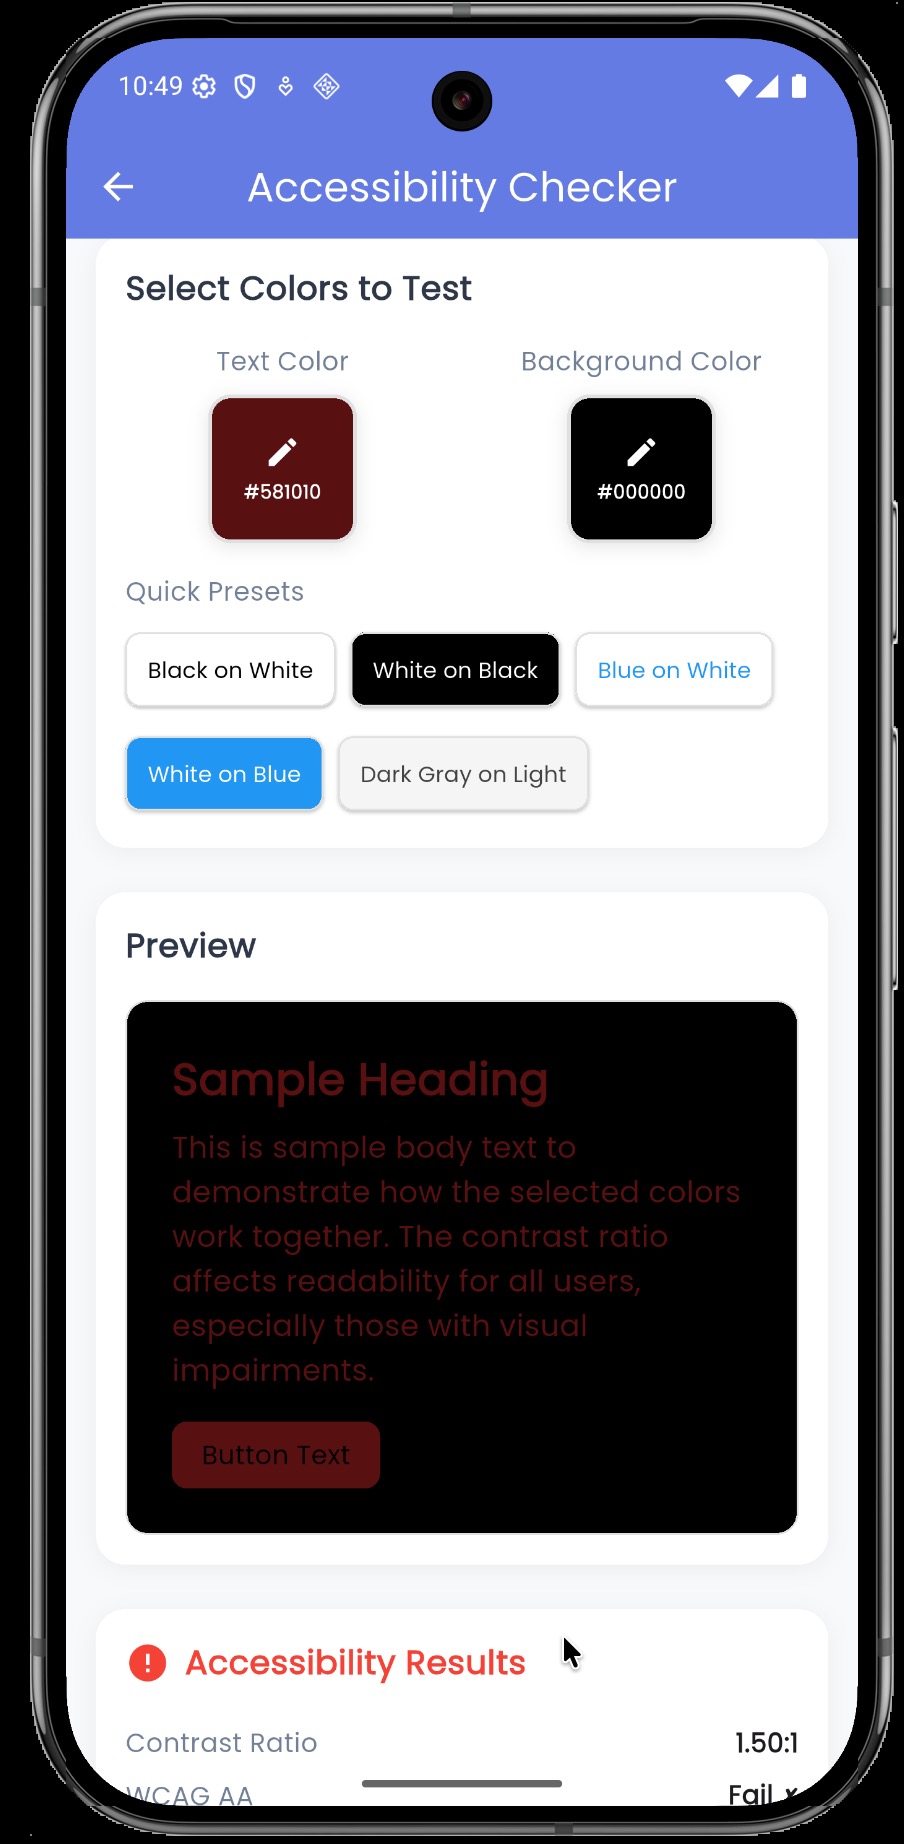 10:49
Accessibility Checker
Select Colors to Test
Text Color
Background Color
#581010
#000000
Quick Presets
Black on White
White on Black
Blue on White
White on Blue
Dark Gray on Light
Preview
Sample Heading
This is sample body text to
demonstrate how the selected colors
work together. The contrast ratio
affects readability for all users,
especially those with visual
impairments.
Button Text
Accessibility Results
Contrast Ratio
1.50:1
WCAG AA
Fail ✗